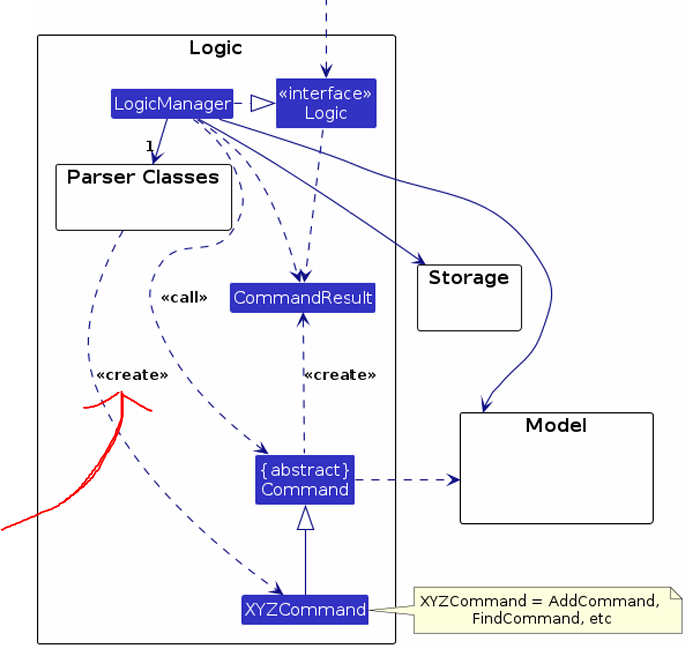 Logic
LogicManager
«interface»
Logic
1
Parser Classes
Storage
CommandResult
«call»
«create»
«create»
Model
{abstract}
Command
XYZCommand
XYZCommand = AddCommand,
FindCommand, etc